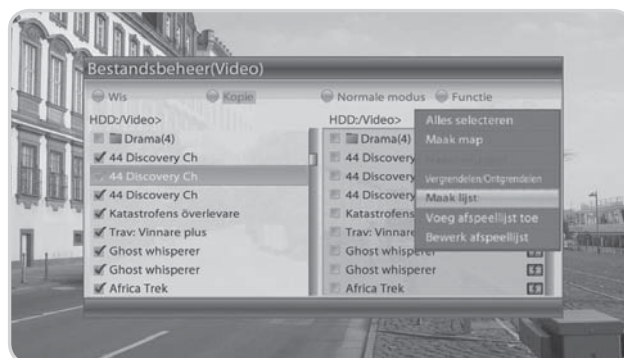 Bestandsbeheer(Video)
Wis Kopie Normale modus Functie
HDD:/Video>
Drama(4)
44 Discovery Ch
44 Discovery Ch
44 Discovery Ch
Katastrofens överlevare
Trav: Vinnare plus
Ghost whisperer
Ghost whisperer
Africa Trek
HDD:/Video>
Drama(4)
44 Discovery
44 Discovery
44 Discovery
Katastrofens
Trav: Vinnare
Ghost whisperer
Ghost whisperer
Africa Trek
Alles selecteren
Maak map
Vergrendelen/Ontgrendelen
Maak lijst
Voeg afspeellijst toe
Bewerk afspeellijst